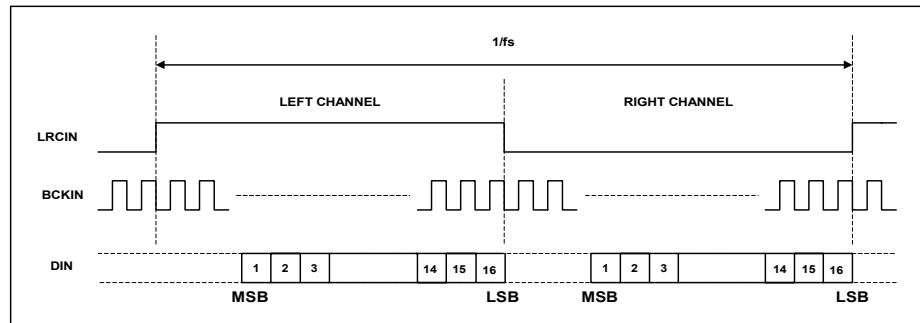 1/fs
LEFT CHANNEL RIGHT CHANNEL
LRCIN
BCKIN
DIN 1 2 3 14 15 16 1 2 3 14 15 16
MSB LSB MSB LSB